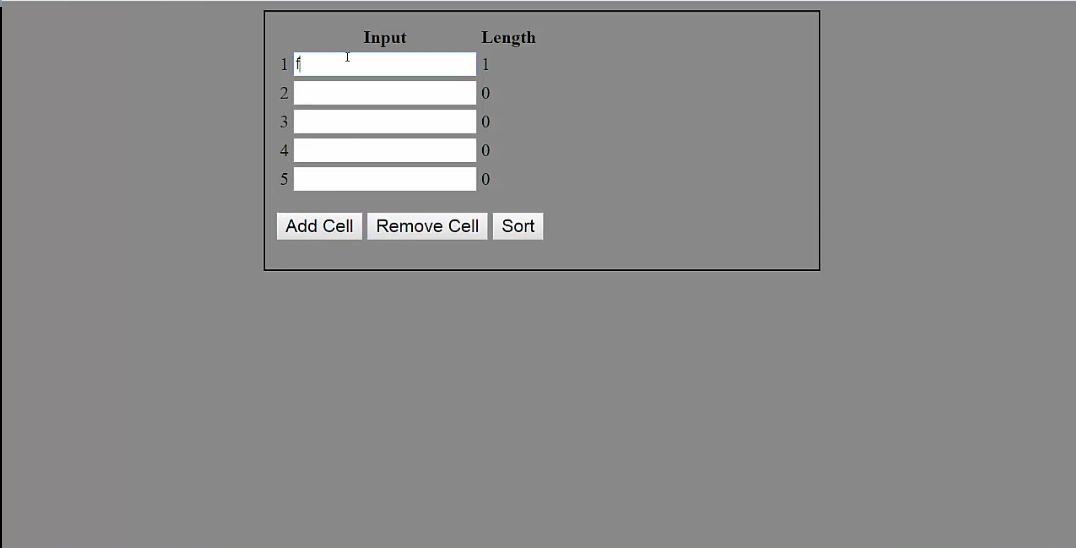 Input Length
1 f 1
2 0
3 0
4 0
5 0
Add Cell Remove Cell Sort